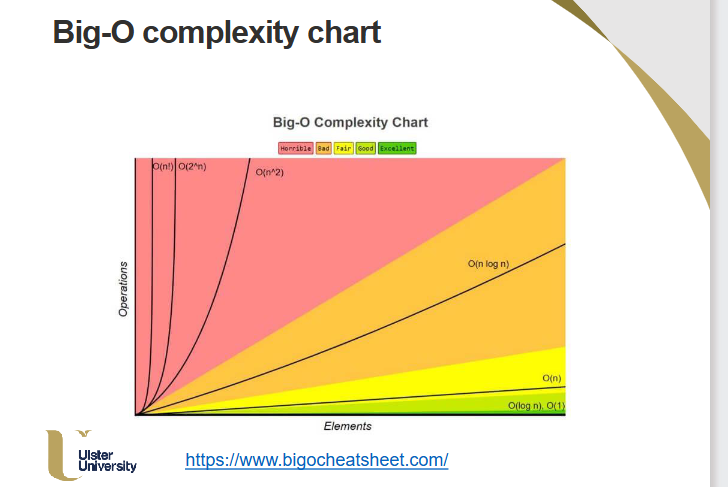 Big-O complexity chart
Big-O Complexity Chart
Horrible Bad Fair Good Excellent
O(n!) O(2^n)
O(n^2)
O(n log n)
Operations
O(n)
O(log n), O(1)
Elements
Ulster
University
https://www.bigocheatsheet.com/